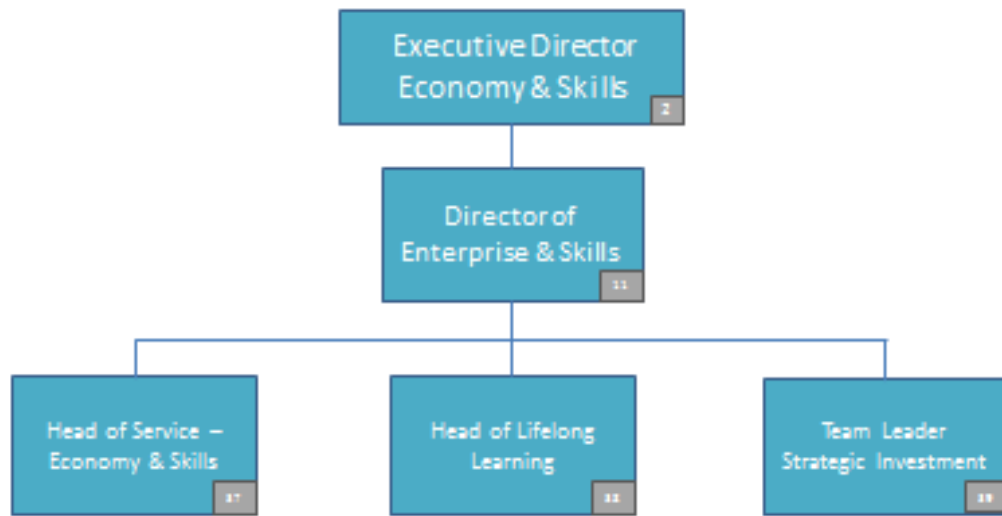 Executive Director
Economy & Skills
2
Director of
Enterprise & Skills
11
Head of Service –
Economy & Skills
Head of Lifelong
Learning
Team Leader
Strategic Investment